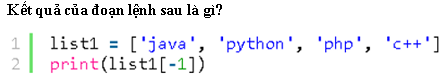 Kết quả của đoạn lệnh sau là gì?
1 list1 = ['java', 'python', 'php', 'c++']
2 print(list1[-1])